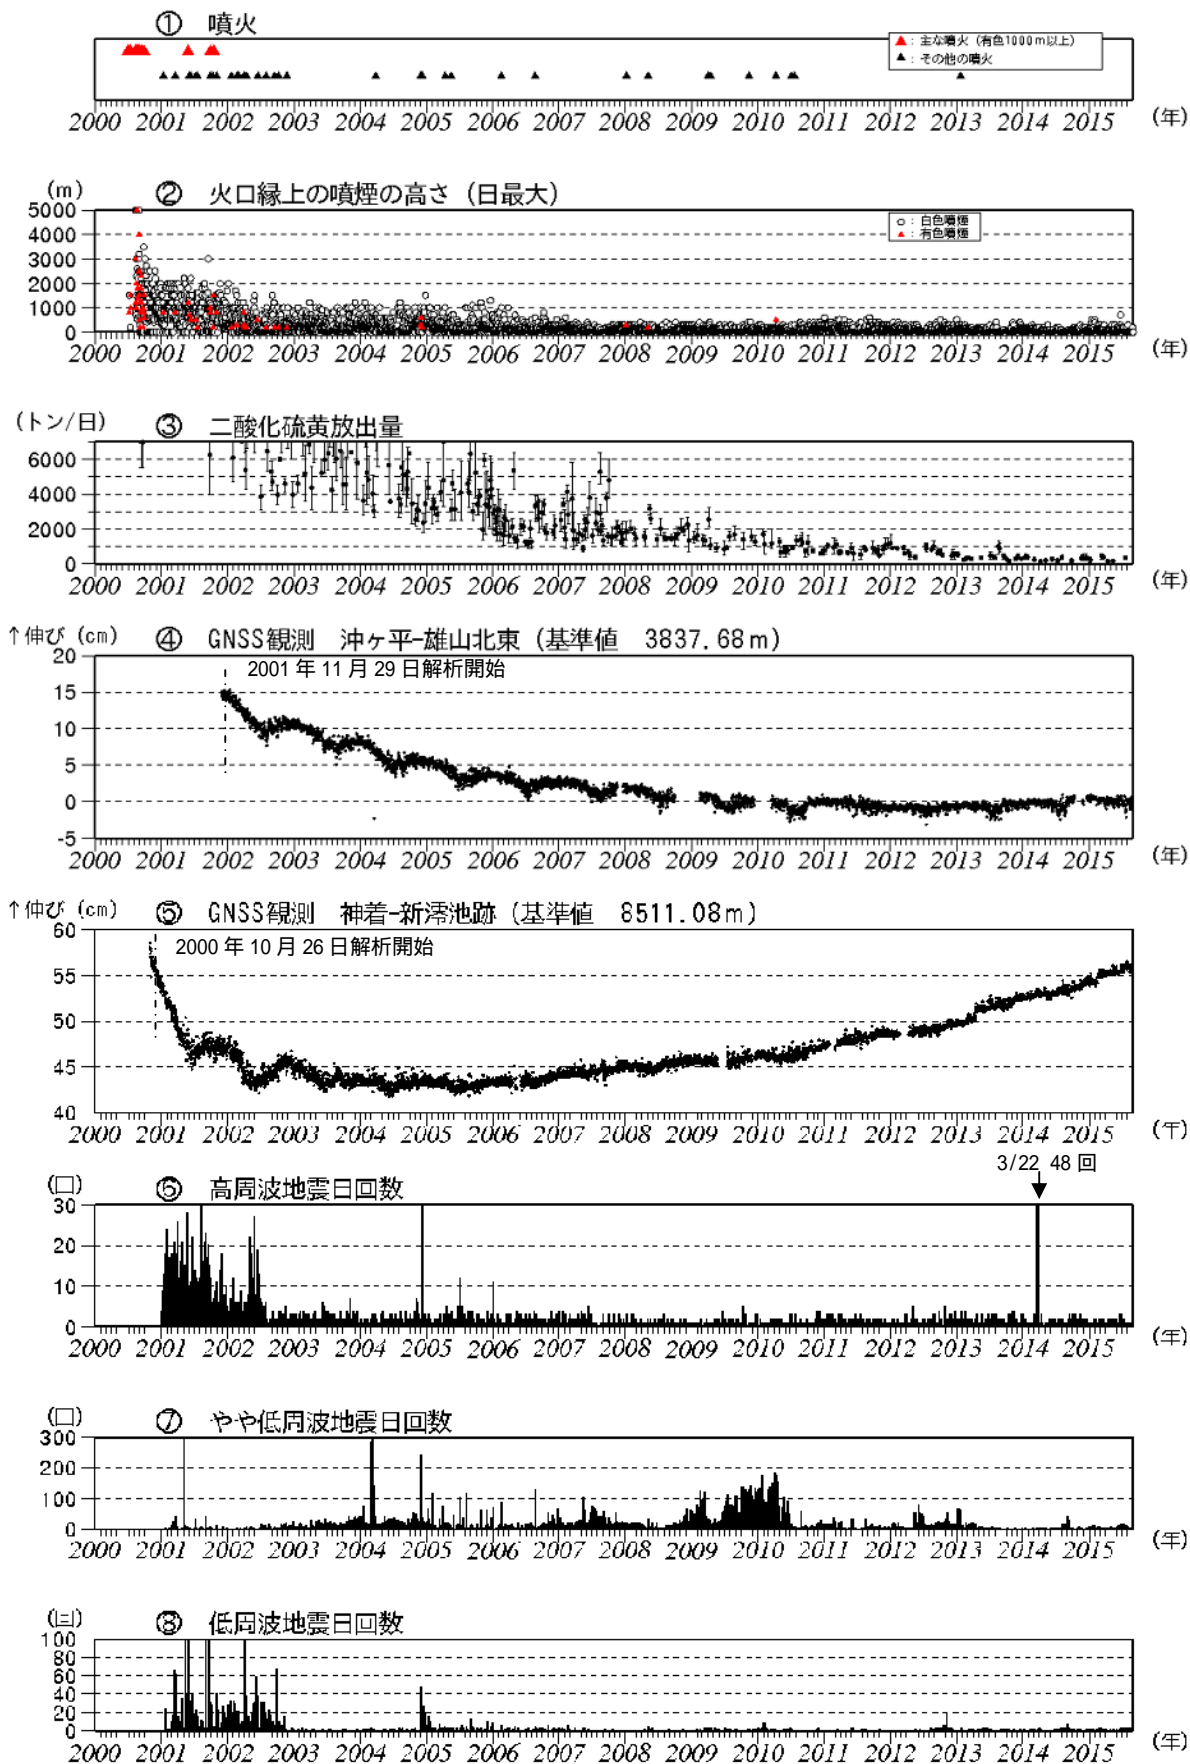 ① 噴火
▲：主な噴火（有色1000m以上）
▲：その他の噴火
2000 2001 2002 2003 2004 2005 2006 2007 2008 2009 2010 2011 2012 2013 2014 2015 (年)
(m) ② 火口縁上の噴煙の高さ（日最大）
○：白色噴煙
▲：有色噴煙
5000
4000
3000
2000
1000
0
2000 2001 2002 2003 2004 2005 2006 2007 2008 2009 2010 2011 2012 2013 2014 2015 (年)
(トン/日) ③ 二酸化硫黄放出量
6000
4000
2000
0
2000 2001 2002 2003 2004 2005 2006 2007 2008 2009 2010 2011 2012 2013 2014 2015 (年)
↑伸び (cm) ④ GNSS観測 沖ヶ平-雄山北東（基準値 3837.68m）
2001年11月29日解析開始
20
15
10
5
0
-5
2000 2001 2002 2003 2004 2005 2006 2007 2008 2009 2010 2011 2012 2013 2014 2015 (年)
↑伸び (cm) ⑤ GNSS観測 神着-新澪池跡（基準値 8511.08m）
2000年10月26日解析開始
60
55
50
45
40
2000 2001 2002 2003 2004 2005 2006 2007 2008 2009 2010 2011 2012 2013 2014 2015 (年)
3/22 48回
(回) ⑥ 高周波地震日回数
30
20
10
0
2000 2001 2002 2003 2004 2005 2006 2007 2008 2009 2010 2011 2012 2013 2014 2015 (年)
(回) ⑦ やや低周波地震日回数
300
200
100
0
2000 2001 2002 2003 2004 2005 2006 2007 2008 2009 2010 2011 2012 2013 2014 2015 (年)
(回) ⑧ 低周波地震日回数
100
80
60
40
20
0
2000 2001 2002 2003 2004 2005 2006 2007 2008 2009 2010 2011 2012 2013 2014 2015 (年)